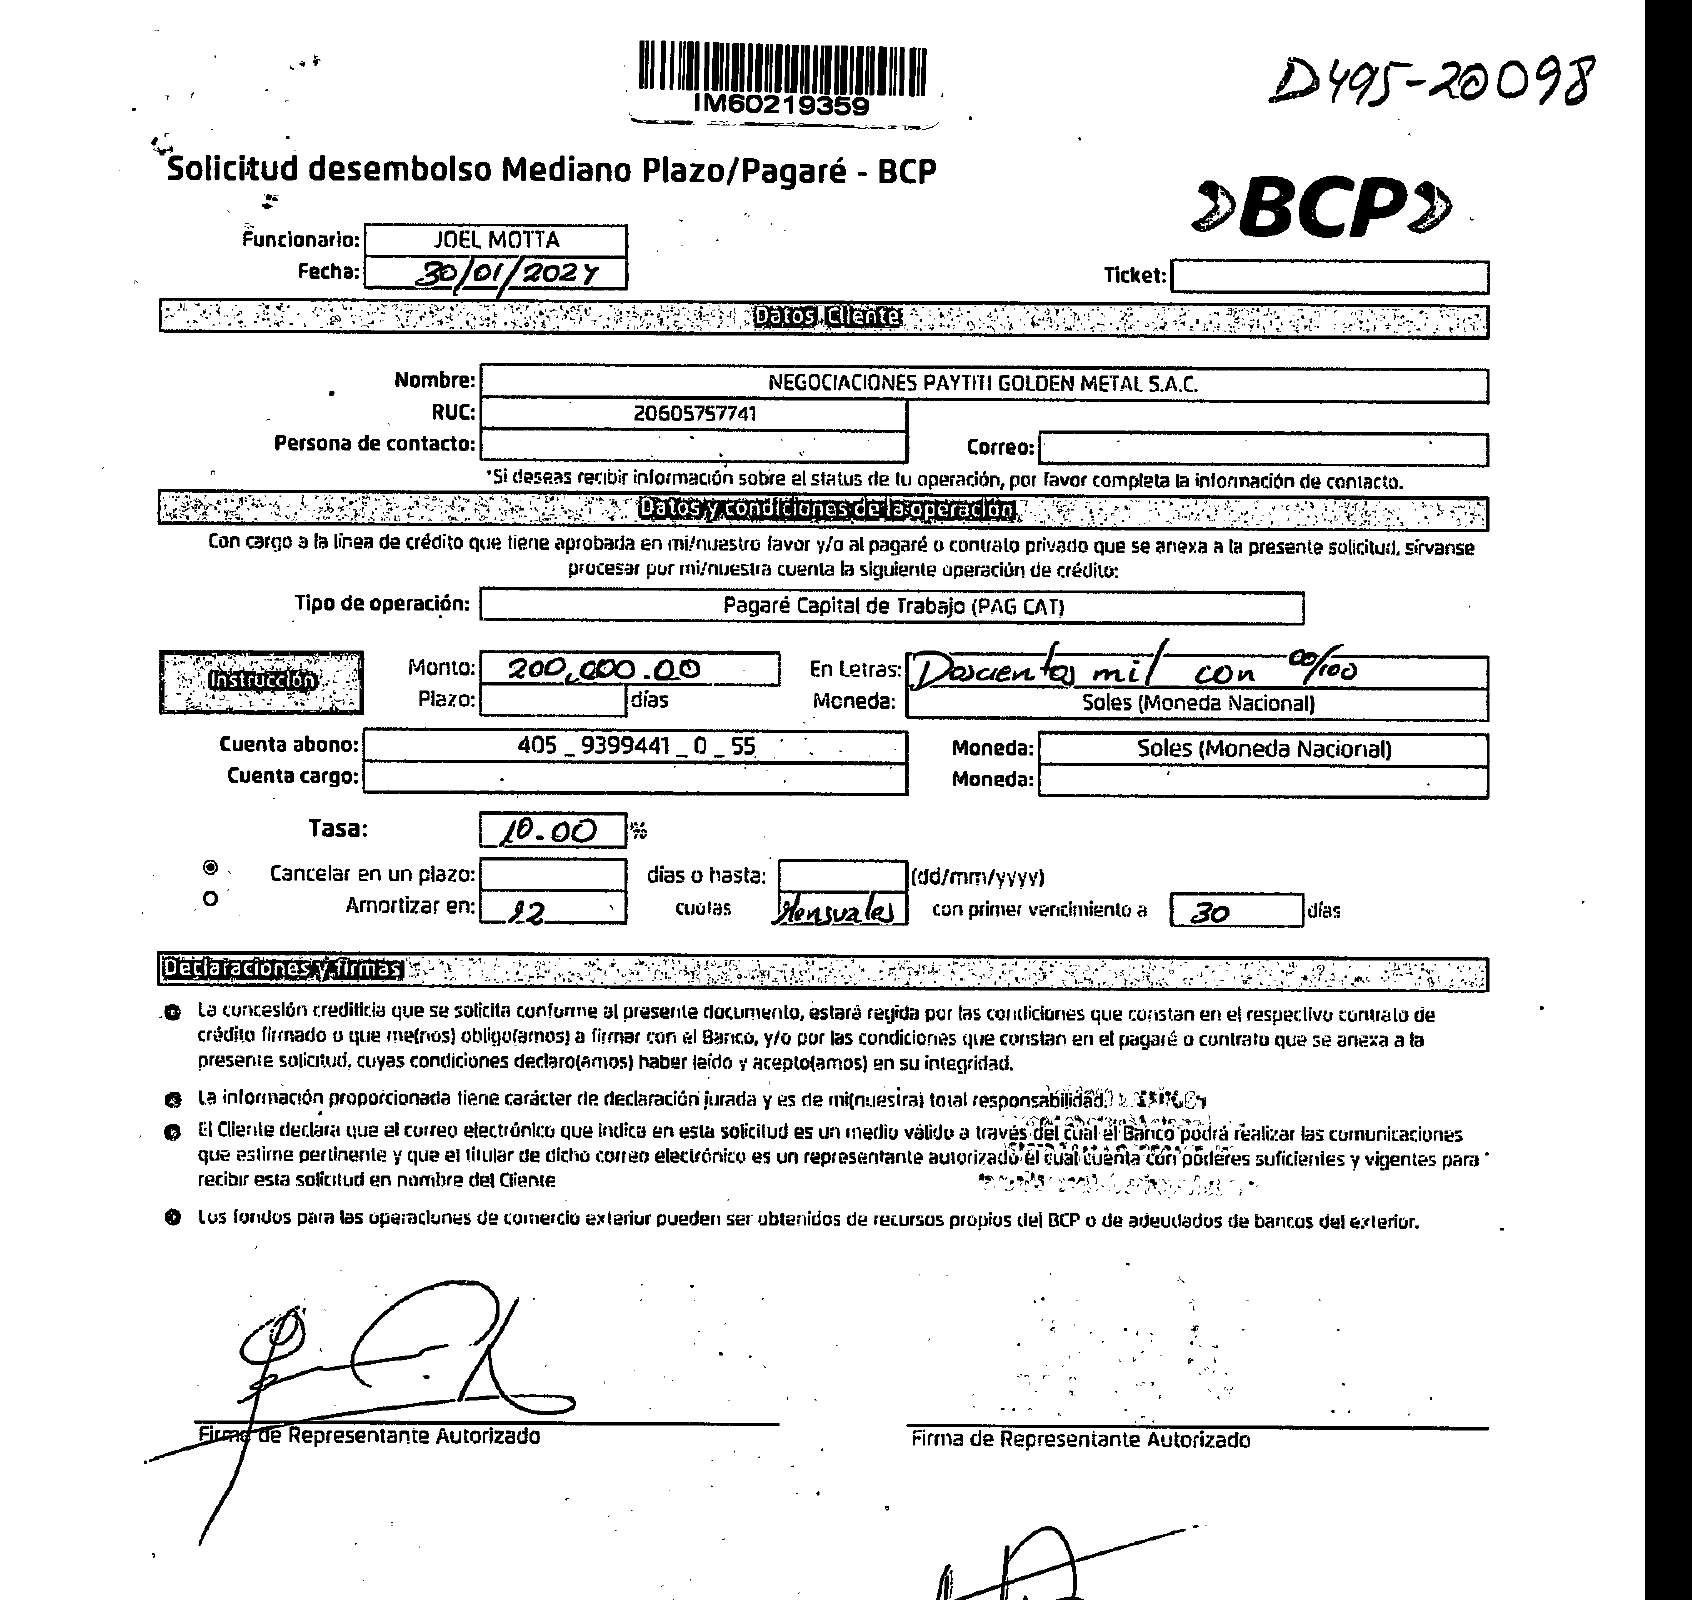 IM60219359
D495-20098
Solicitud desembolso Mediano Plazo/Pagaré - BCP
»BCP»
Funcionario: JOEL MOTTA
Fecha: 30/01/2024
Ticket:
Datos Cliente
Nombre: NEGOCIACIONES PAYTITI GOLDEN METAL S.A.C.
RUC: 20605757741
Persona de contacto: Correo:
*Si deseas recibir información sobre el status de tu operación, por favor completa la información de contacto.
Datos y condiciones de la operación
Con cargo a la línea de crédito que tiene aprobada en mi/nuestro favor y/o al pagaré o contrato privado que se anexa a la presente solicitud, sírvanse
procesar por mi/nuestra cuenta la siguiente operación de crédito:
Tipo de operación: Pagaré Capital de Trabajo (PAG CAT)
Instrucción
Monto: 200,000.00 En Letras: Doscientos mil con 00/100
Plazo: días Moneda: Soles (Moneda Nacional)
Cuenta abono: 405 _ 9399441 _ 0 _ 55 Moneda: Soles (Moneda Nacional)
Cuenta cargo: Moneda:
Tasa: 10.00 %
Cancelar en un plazo: días o hasta: (dd/mm/yyyy)
Amortizar en: 12 cuotas Mensuales con primer vencimiento a 30 días
Declaraciones y firmas
La concesión crediticia que se solicita conforme al presente documento, estará regida por las condiciones que constan en el respectivo contrato de
crédito firmado o que me(nos) obligo(amos) a firmar con el Banco, y/o por las condiciones que constan en el pagaré o contrato que se anexa a la
presente solicitud, cuyas condiciones declaro(amos) haber leído y acepto(amos) en su integridad.
La información proporcionada tiene carácter de declaración jurada y es de mi(nuestra) total responsabilidad.
El Cliente declara que el correo electrónico que indica en esta solicitud es un medio válido a través del cual el Banco podrá realizar las comunicaciones
que estime pertinente y que el titular de dicho correo electrónico es un representante autorizado el cual cuenta con poderes suficientes y vigentes para
recibir esta solicitud en nombre del Cliente
Los fondos para las operaciones de comercio exterior pueden ser obtenidos de recursos propios del BCP o de adeudados de bancos del exterior.
Firma de Representante Autorizado
Firma de Representante Autorizado